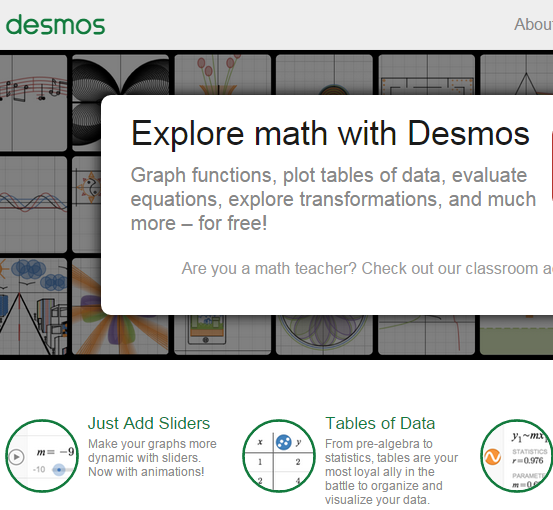 desmos
Abou
Explore math with Desmos
Graph functions, plot tables of data, evaluate
equations, explore transformations, and much
more – for free!
Are you a math teacher? Check out our classroom a
Just Add Sliders
Make your graphs more
dynamic with sliders.
Now with animations!
m = -9
-10
Tables of Data
From pre-algebra to
statistics, tables are your
most loyal ally in the
battle to organize and
visualize your data.
x y
1 2
2 4
y₁~mx₁
STATISTICS
r=0.976
PARAMETE
m=0.6